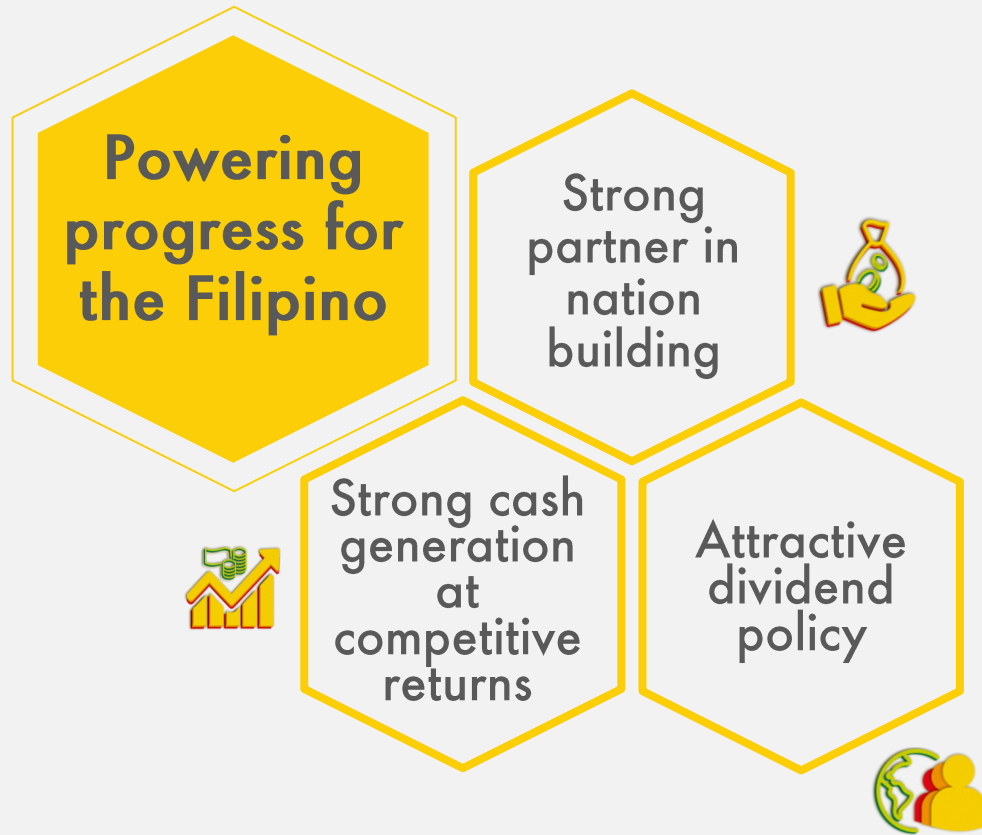 Powering
progress for
the Filipino
Strong
partner in
nation
building
Strong cash
generation
at
competitive
returns
Attractive
dividend
policy